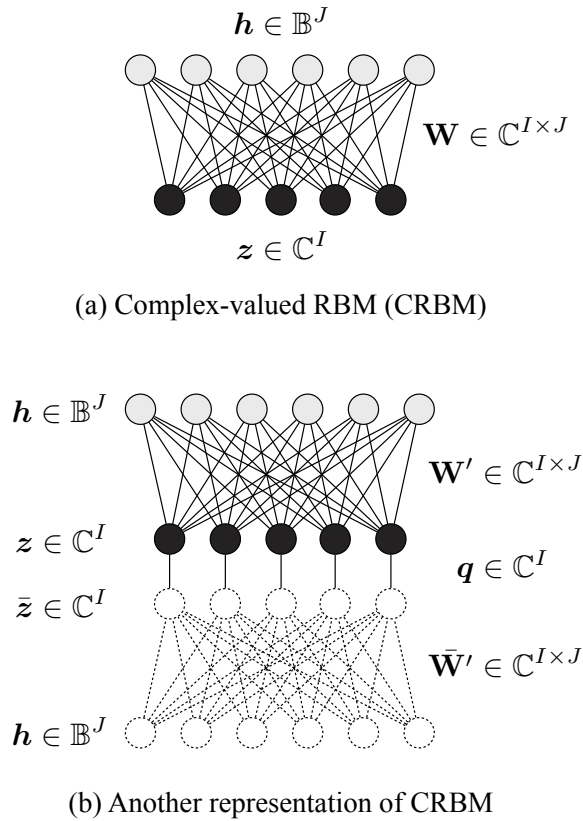 h ∈ 𝔹^J
W ∈ ℂ^{I×J}
z ∈ ℂ^I
(a) Complex-valued RBM (CRBM)
h ∈ 𝔹^J
W′ ∈ ℂ^{I×J}
z ∈ ℂ^I
q ∈ ℂ^I
z̄ ∈ ℂ^I
W̄′ ∈ ℂ^{I×J}
h ∈ 𝔹^J
(b) Another representation of CRBM